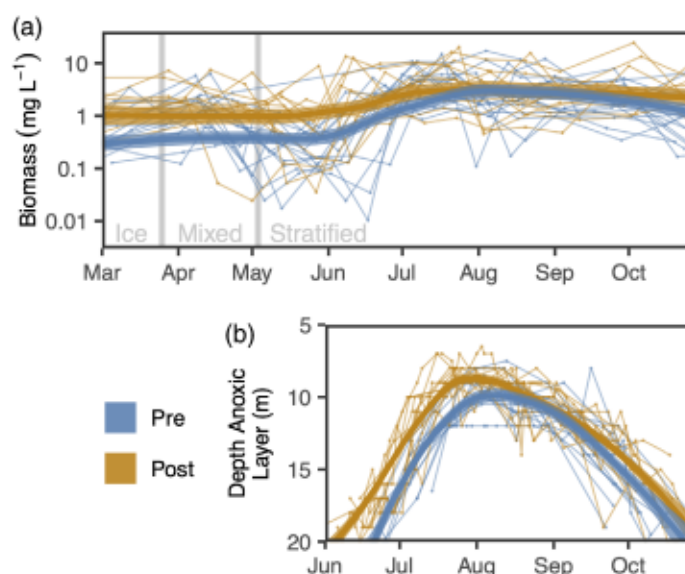 (a)
Biomass (mg L⁻¹)
10
1
0.1
0.01
Ice Mixed Stratified
Mar Apr May Jun Jul Aug Sep Oct
(b)
Depth Anoxic
Layer (m)
5
10
15
20
Jun Jul Aug Sep Oct
Pre
Post